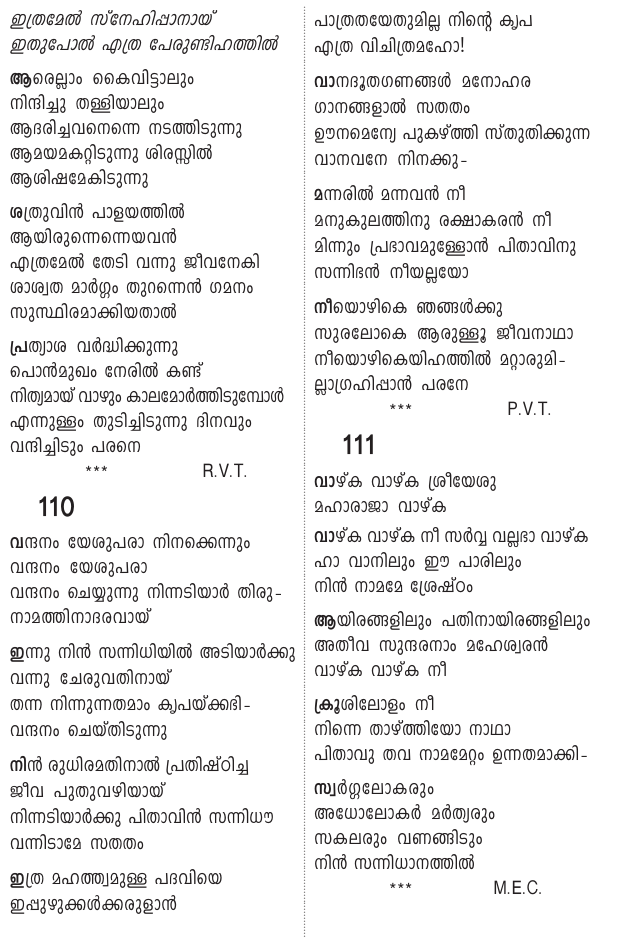 ഇത്രമേൽ സ്നേഹിപ്പാനായ്
ഇതുപോൽ എത്ര പേരുണ്ടിഹത്തിൽ
ആരെല്ലാം കൈവിട്ടാലും
നിന്ദിച്ചു തള്ളിയാലും
ആദരിച്ചവനെന്നെ നടത്തിടുന്നു
ആമയമകറ്റിടുന്നു ശിരസ്സിൽ
ആശിഷമേകിടുന്നു
ശത്രുവിൻ പാളയത്തിൽ
ആയിരുന്നെന്നെയവൻ
എത്രമേൽ തേടി വന്നു ജീവനേകി
ശാശ്വത മാർഗ്ഗം തുറന്നെൻ ഗമനം
സുസ്ഥിരമാക്കിയതാൽ
പ്രത്യാശ വർദ്ധിക്കുന്നു
പൊൻമുഖം നേരിൽ കണ്ട്
നിത്യമായ് വാഴും കാലമോർത്തിടുമ്പോൾ
എന്നുള്ളം തുടിച്ചിടുന്നു ദിനവും
വന്ദിച്ചിടും പരനെ
*** R.V.T.
110
വന്ദനം യേശുപരാ നിനക്കെന്നും
വന്ദനം യേശുപരാ
വന്ദനം ചെയ്യുന്നു നിന്നടിയാർ തിരു-
നാമത്തിനാദരവായ്
ഇന്നു നിൻ സന്നിധിയിൽ അടിയാർക്കു
വന്നു ചേരുവതിനായ്
തന്ന നിന്നുന്നതമാം കൃപയ്ക്കഭി-
വന്ദനം ചെയ്തിടുന്നു
നിൻ രുധിരമതിനാൽ പ്രതിഷ്ഠിച്ച
ജീവ പുതുവഴിയായ്
നിന്നടിയാർക്കു പിതാവിൻ സന്നിധൗ
വന്നിടാമേ സതതം
ഇത്ര മഹത്ത്വമുള്ള പദവിയെ
ഇപ്പുഴുക്കൾക്കരുളാൻ
പാത്രതയേതുമില്ല നിന്റെ കൃപ
എത്ര വിചിത്രമഹോ!
വാനദൂതഗണങ്ങൾ മനോഹര
ഗാനങ്ങളാൽ സതതം
ഊനമെന്യേ പുകഴ്ത്തി സ്തുതിക്കുന്ന
വാനവനേ നിനക്കു-
മന്നരിൽ മന്നവൻ നീ
മനുകുലത്തിനു രക്ഷാകരൻ നീ
മിന്നും പ്രഭാവമുള്ളോൻ പിതാവിനു
സന്നിഭൻ നീയല്ലയോ
നീയൊഴികെ ഞങ്ങൾക്കു
സുരലോകെ ആരുള്ളൂ ജീവനാഥാ
നീയൊഴികെയിഹത്തിൽ മറ്റാരുമി-
ല്ലാഗ്രഹിപ്പാൻ പരനേ
*** P.V.T.
111
വാഴ്ക വാഴ്ക ശ്രീയേശു
മഹാരാജാ വാഴ്ക
വാഴ്ക വാഴ്ക നീ സർവ്വ വല്ലഭാ വാഴ്ക
ഹാ വാനിലും ഈ പാരിലും
നിൻ നാമമേ ശ്രേഷ്ഠം
ആയിരങ്ങളിലും പതിനായിരങ്ങളിലും
അതീവ സുന്ദരനാം മഹേശ്വരൻ
വാഴ്ക വാഴ്ക നീ
ക്രൂശിലോളം നീ
നിന്നെ താഴ്ത്തിയോ നാഥാ
പിതാവു തവ നാമമേറ്റം ഉന്നതമാക്കി-
സ്വർഗ്ഗലോകരും
അധോലോകർ മർത്യരും
സകലരും വണങ്ങിടും
നിൻ സന്നിധാനത്തിൽ
*** M.E.C.